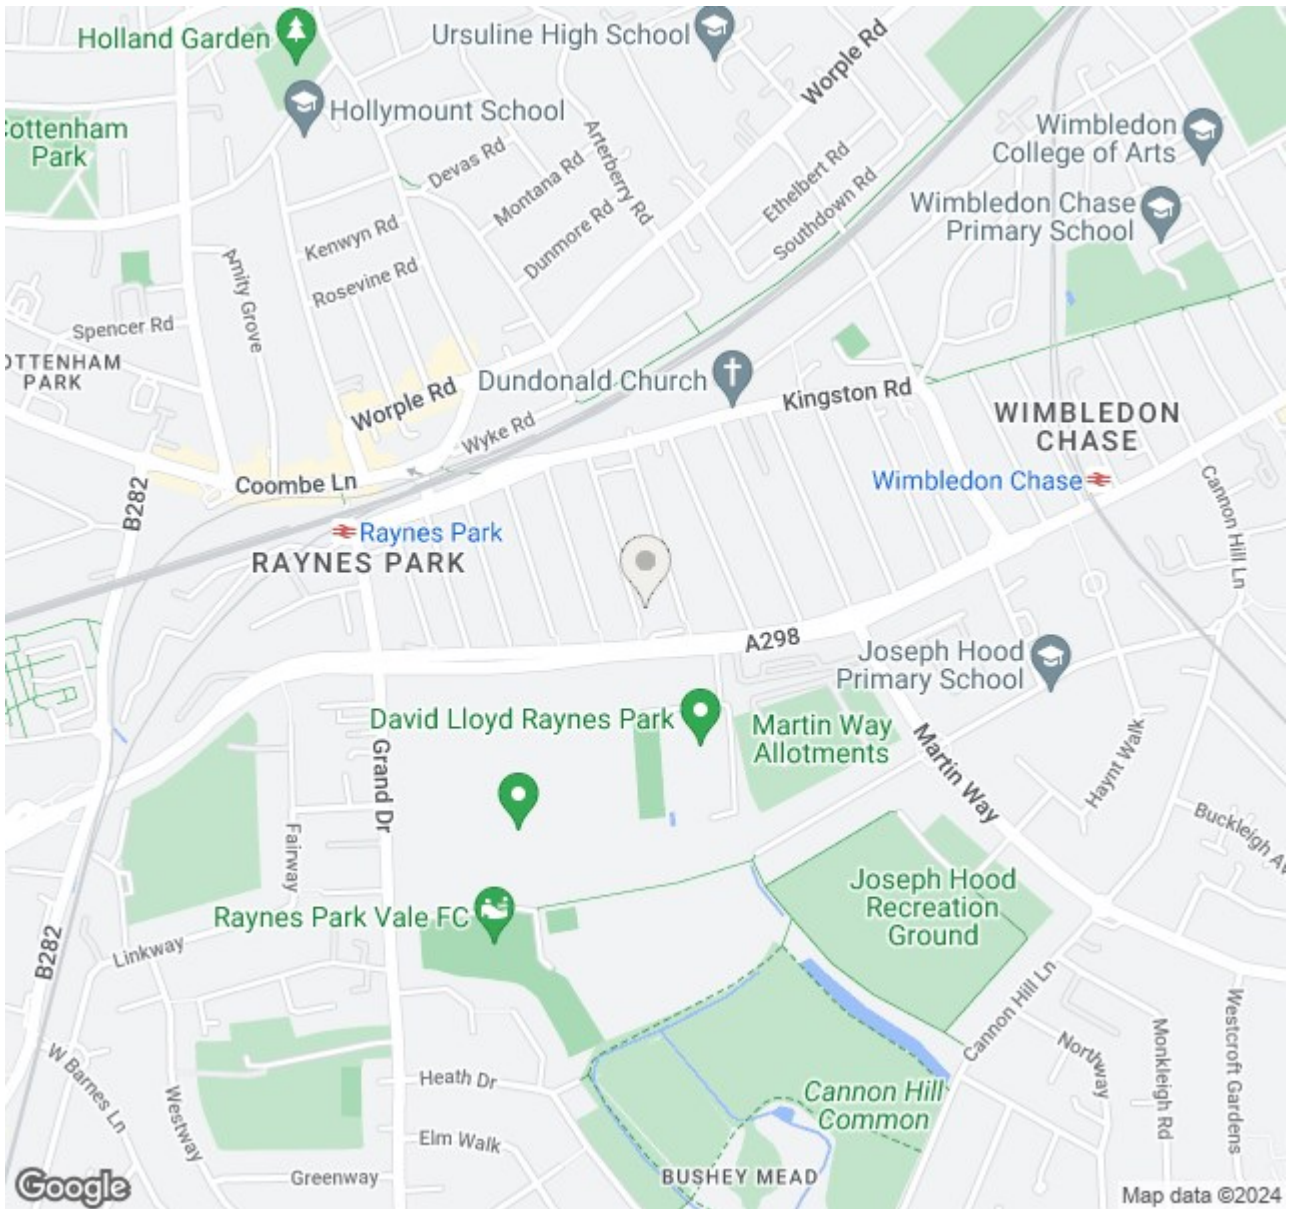 Holland Garden
Ursuline High School
Worple Rd
Hollymount School
Cottenham
Park
Wimbledon
College of Arts
Devas Rd
Montana Rd
Arterberry Rd
Ethelbert Rd
Southdown Rd
Dunmore Rd
Wimbledon Chase
Primary School
Kenwyn Rd
Rosevine Rd
Amity Grove
Spencer Rd
OTTENHAM
PARK
Dundonald Church
Kingston Rd
Worple Rd
Wyke Rd
WIMBLEDON
CHASE
Coombe Ln
Wimbledon Chase
Cannon Hill Ln
B282
Raynes Park
RAYNES PARK
A298
Joseph Hood
Primary School
David Lloyd Raynes Park
Martin Way
Allotments
Martin Way
Haynt Walk
Grand Dr
Fairway
Buckleigh Av
Joseph Hood
Recreation
Ground
Raynes Park Vale FC
Linkway
B282
Cannon Hill Ln
Westcroft Gardens
Monkleigh Rd
Northway
W Barnes Ln
Westway
Heath Dr
Cannon Hill
Common
Elm Walk
Greenway
BUSHEY MEAD
Google
Map data ©2024